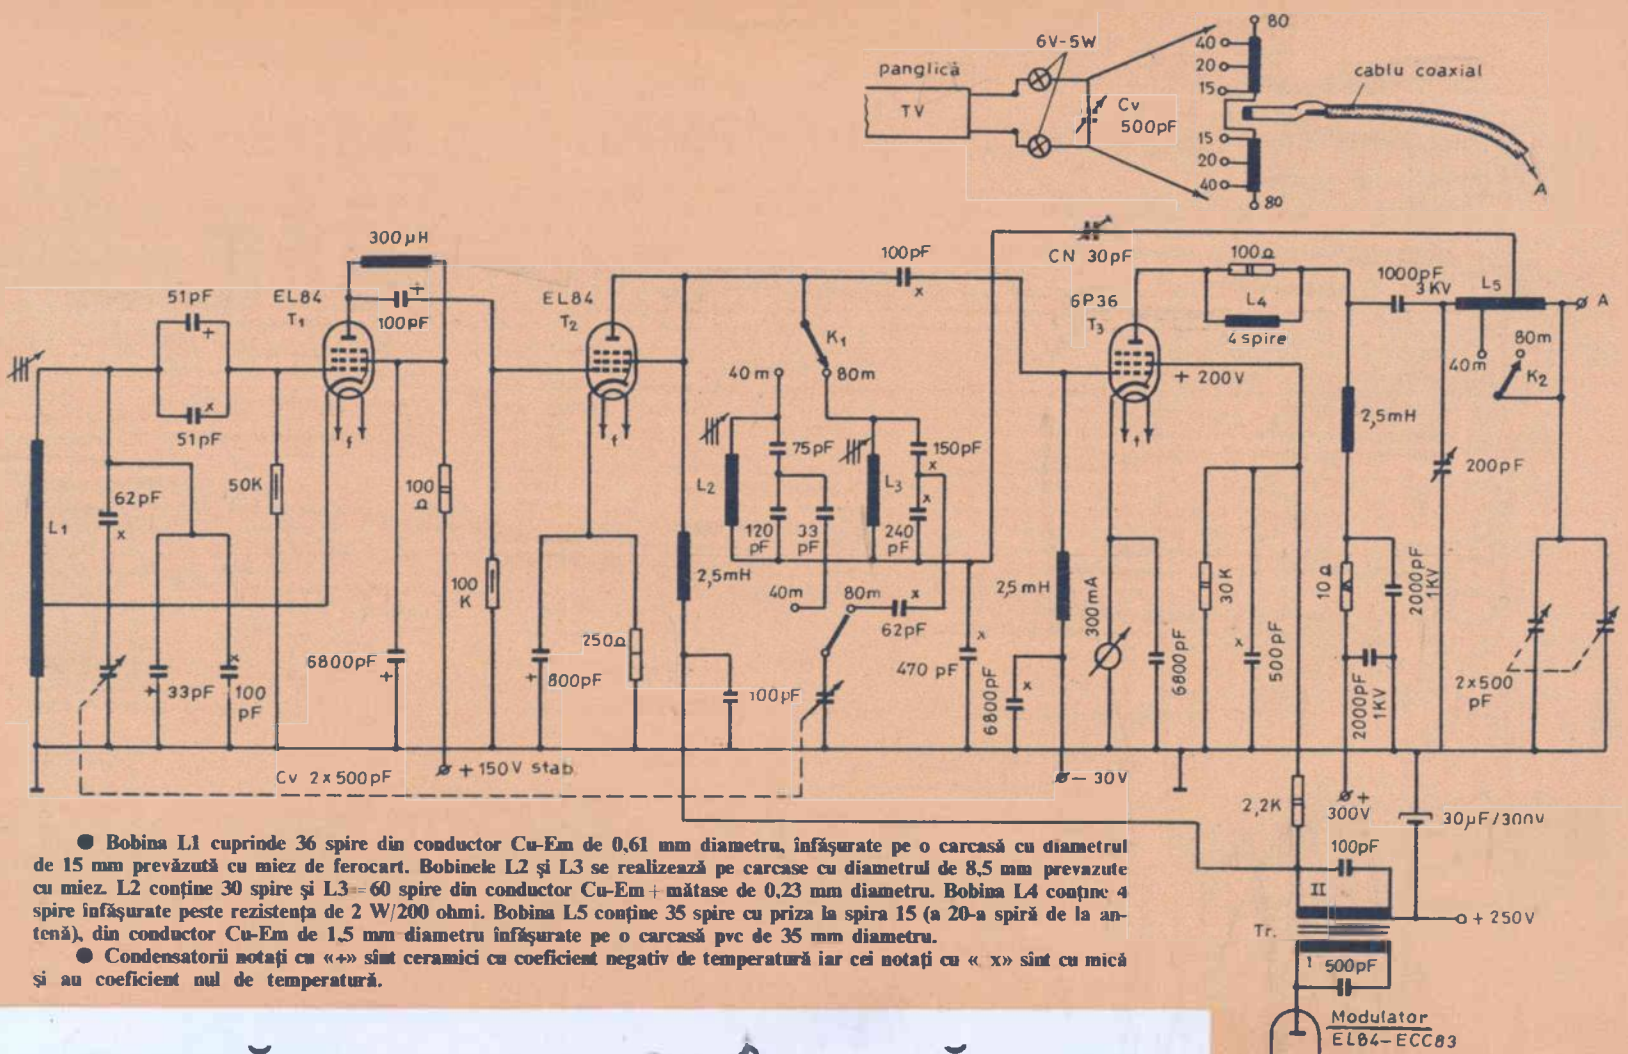 80
40
20
15
15
20
40
80
6V-5W
panglică
TV
Cv
500pF
cablu coaxial
A
300µH
51pF
+
EL84
T1
+
100pF
EL84
T2
100pF
x
CN 30pF
6P36
T3
100Ω
L4
4 spire
1000pF
3KV
L5
A
K1
40m
80m
+ 200V
40m
80m
K2
x
51pF
f
f
f
2,5mH
75pF
150pF
x
62pF
x
50K
100
Ω
L2
L3
x
200pF
L1
120
pF
33
pF
240
pF
100
K
2,5mH
2,5mH
300mA
30K
10Ω
2000pF
1KV
40m
80m
x
62pF
250Ω
6800pF
+
+
33pF
x
100
pF
+
800pF
100pF
x
470 pF
x
6800pF
6800pF
x
500pF
2000pF
1KV
2x500
pF
Cv 2x500pF
+ 150V stab.
- 30V
2,2K
+
300V
30µF/300V
100pF
II
+ 250V
Tr.
I
500pF
Modulator
EL84-ECC83
● Bobina L1 cuprinde 36 spire din conductor Cu-Em de 0,61 mm diametru, înfășurate pe o carcasă cu diametrul
de 15 mm prevăzută cu miez de ferocart. Bobinele L2 și L3 se realizează pe carcase cu diametrul de 8,5 mm prevazute
cu miez. L2 conține 30 spire și L3=60 spire din conductor Cu-Em+mătase de 0,23 mm diametru. Bobina L4 conține 4
spire înfășurate peste rezistența de 2 W/200 ohmi. Bobina L5 conține 35 spire cu priza la spira 15 (a 20-a spiră de la an-
tenă), din conductor Cu-Em de 1,5 mm diametru înfășurate pe o carcasă pvc de 35 mm diametru.
● Condensatorii notați cu «+» sînt ceramici cu coeficient negativ de temperatură iar cei notați cu « x» sînt cu mică
și au coeficient nul de temperatură.